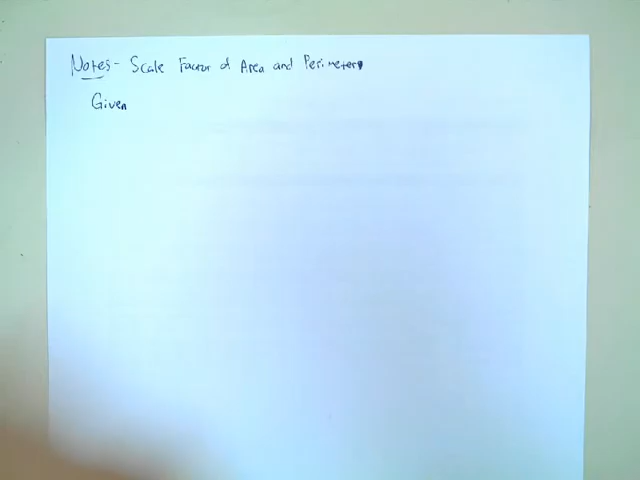 Notes- Scale Factor of Area and Perimeter
Given